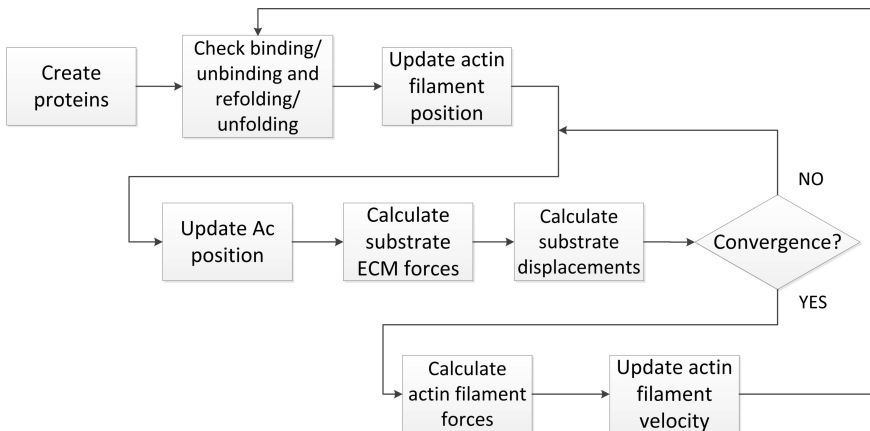 Create
proteins
Check binding/
unbinding and
refolding/
unfolding
Update actin
filament
position
NO
Update Ac
position
Calculate
substrate
ECM forces
Calculate
substrate
displacements
Convergence?
YES
Calculate
actin filament
forces
Update actin
filament
velocity